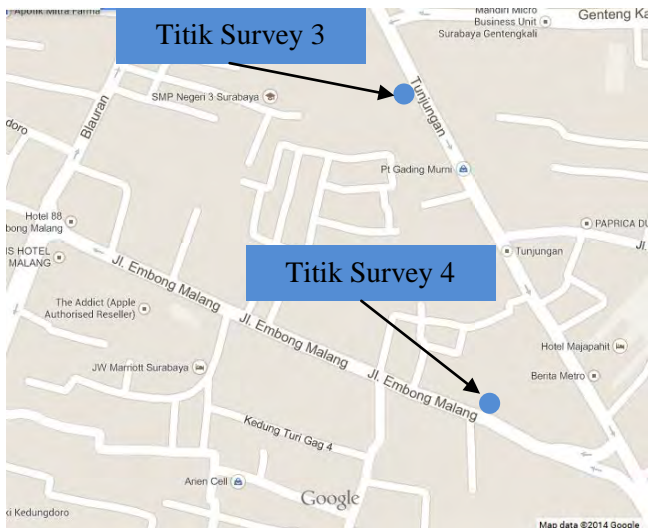 Apotik Mitra Farma
Mandiri Micro
Business Unit
Surabaya Gentengkali
Genteng Ka
Titik Survey 3
SMP Negeri 3 Surabaya
Tunjungan
Blauran
doro
Pt Gading Murni
Hotel 88
bong Malang
PAPRICA DU
IS HOTEL
MALANG
Tunjungan
Jl.
Jl. Embong Malang
Titik Survey 4
The Addict (Apple
Authorised Reseller)
Jl. Embong Malang
Hotel Majapahit
JW Marriott Surabaya
Jl. Embong Malang
Berita Metro
Kedung Turi Gag 4
Arien Cell
Google
ki Kedungdoro
Map data ©2014 Google